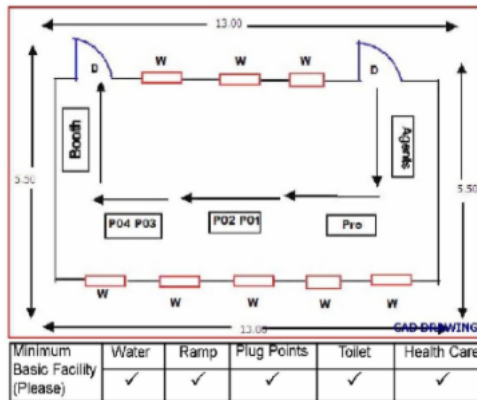 13.00
D
W
W
W
D
5.50
Booth
Agents
5.50
P04 P03
P02 P01
Pro
W
W
W
W
W
13.00
CAD DRAWING
Minimum Basic Facility (Please)
Water
Ramp
Plug Points
Toilet
Health Care
✓
✓
✓
✓
✓